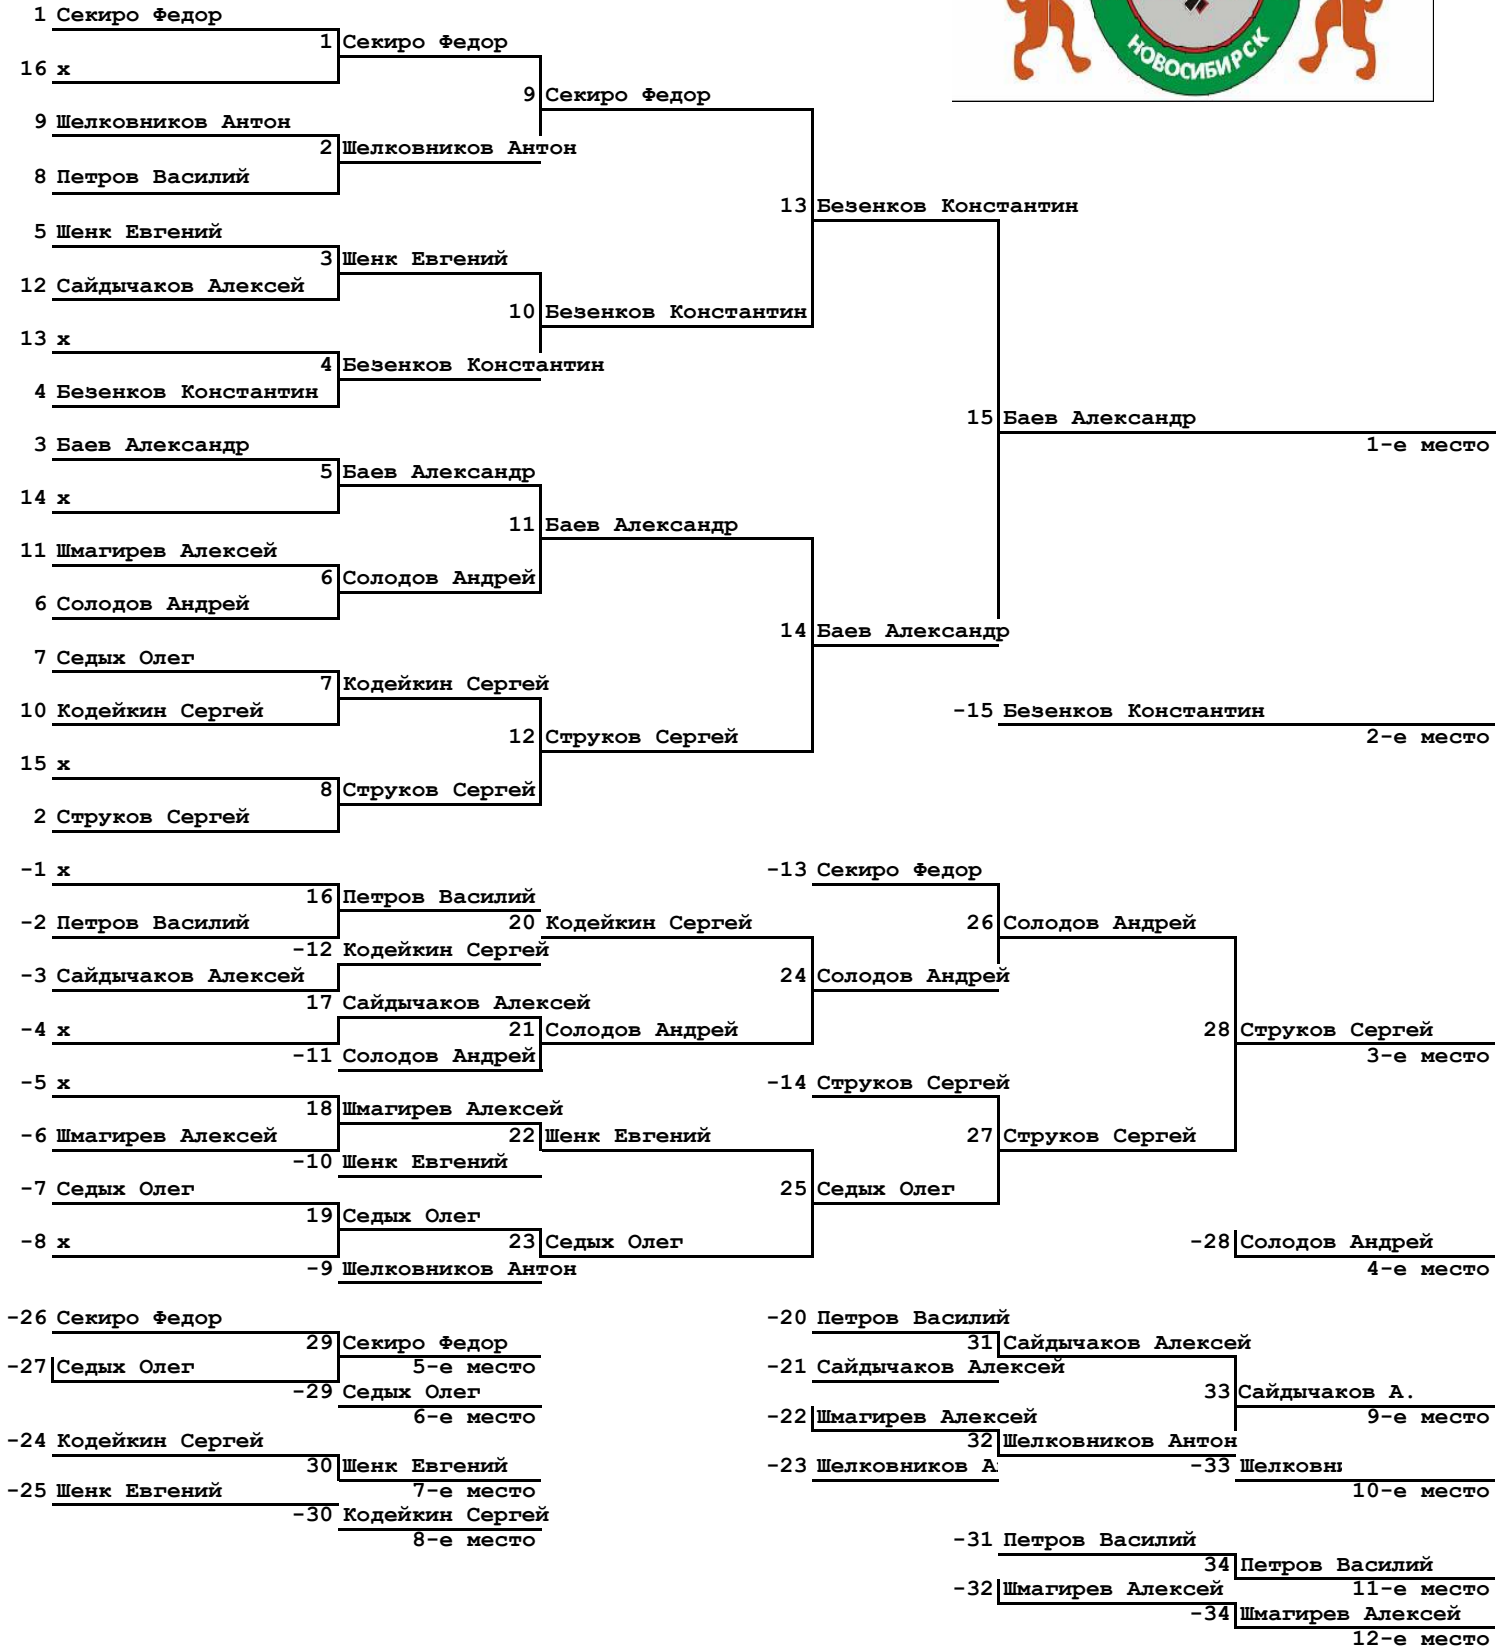 НОВОСИБИРСК
1 Секиро Федор
1 Секиро Федор
16 х
9 Секиро Федор
9 Шелковников Антон
2 Шелковников Антон
8 Петров Василий
13 Безенков Константин
5 Шенк Евгений
3 Шенк Евгений
12 Сайдычаков Алексей
10 Безенков Константин
13 х
4 Безенков Константин
4 Безенков Константин
15 Баев Александр
1-е место
3 Баев Александр
5 Баев Александр
14 х
11 Баев Александр
11 Шмагирев Алексей
6 Солодов Андрей
6 Солодов Андрей
14 Баев Александр
7 Седых Олег
7 Кодейкин Сергей
10 Кодейкин Сергей
-15 Безенков Константин
12 Струков Сергей
2-е место
15 х
8 Струков Сергей
2 Струков Сергей
-1 х
-13 Секиро Федор
16 Петров Василий
-2 Петров Василий
20 Кодейкин Сергей
26 Солодов Андрей
-12 Кодейкин Сергей
-3 Сайдычаков Алексей
24 Солодов Андрей
17 Сайдычаков Алексей
-4 х
21 Солодов Андрей
28 Струков Сергей
-11 Солодов Андрей
3-е место
-5 х
-14 Струков Сергей
18 Шмагирев Алексей
-6 Шмагирев Алексей
22 Шенк Евгений
27 Струков Сергей
-10 Шенк Евгений
-7 Седых Олег
25 Седых Олег
19 Седых Олег
-8 х
23 Седых Олег
-28 Солодов Андрей
-9 Шелковников Антон
4-е место
-26 Секиро Федор
-20 Петров Василий
29 Секиро Федор
31 Сайдычаков Алексей
-27 Седых Олег
5-е место
-21 Сайдычаков Алексей
-29 Седых Олег
33 Сайдычаков А.
6-е место
-22 Шмагирев Алексей
9-е место
-24 Кодейкин Сергей
32 Шелковников Антон
30 Шенк Евгений
-23 Шелковников А
-33 Шелковн
-25 Шенк Евгений
7-е место
10-е место
-30 Кодейкин Сергей
8-е место
-31 Петров Василий
34 Петров Василий
-32 Шмагирев Алексей
11-е место
-34 Шмагирев Алексей
12-е место